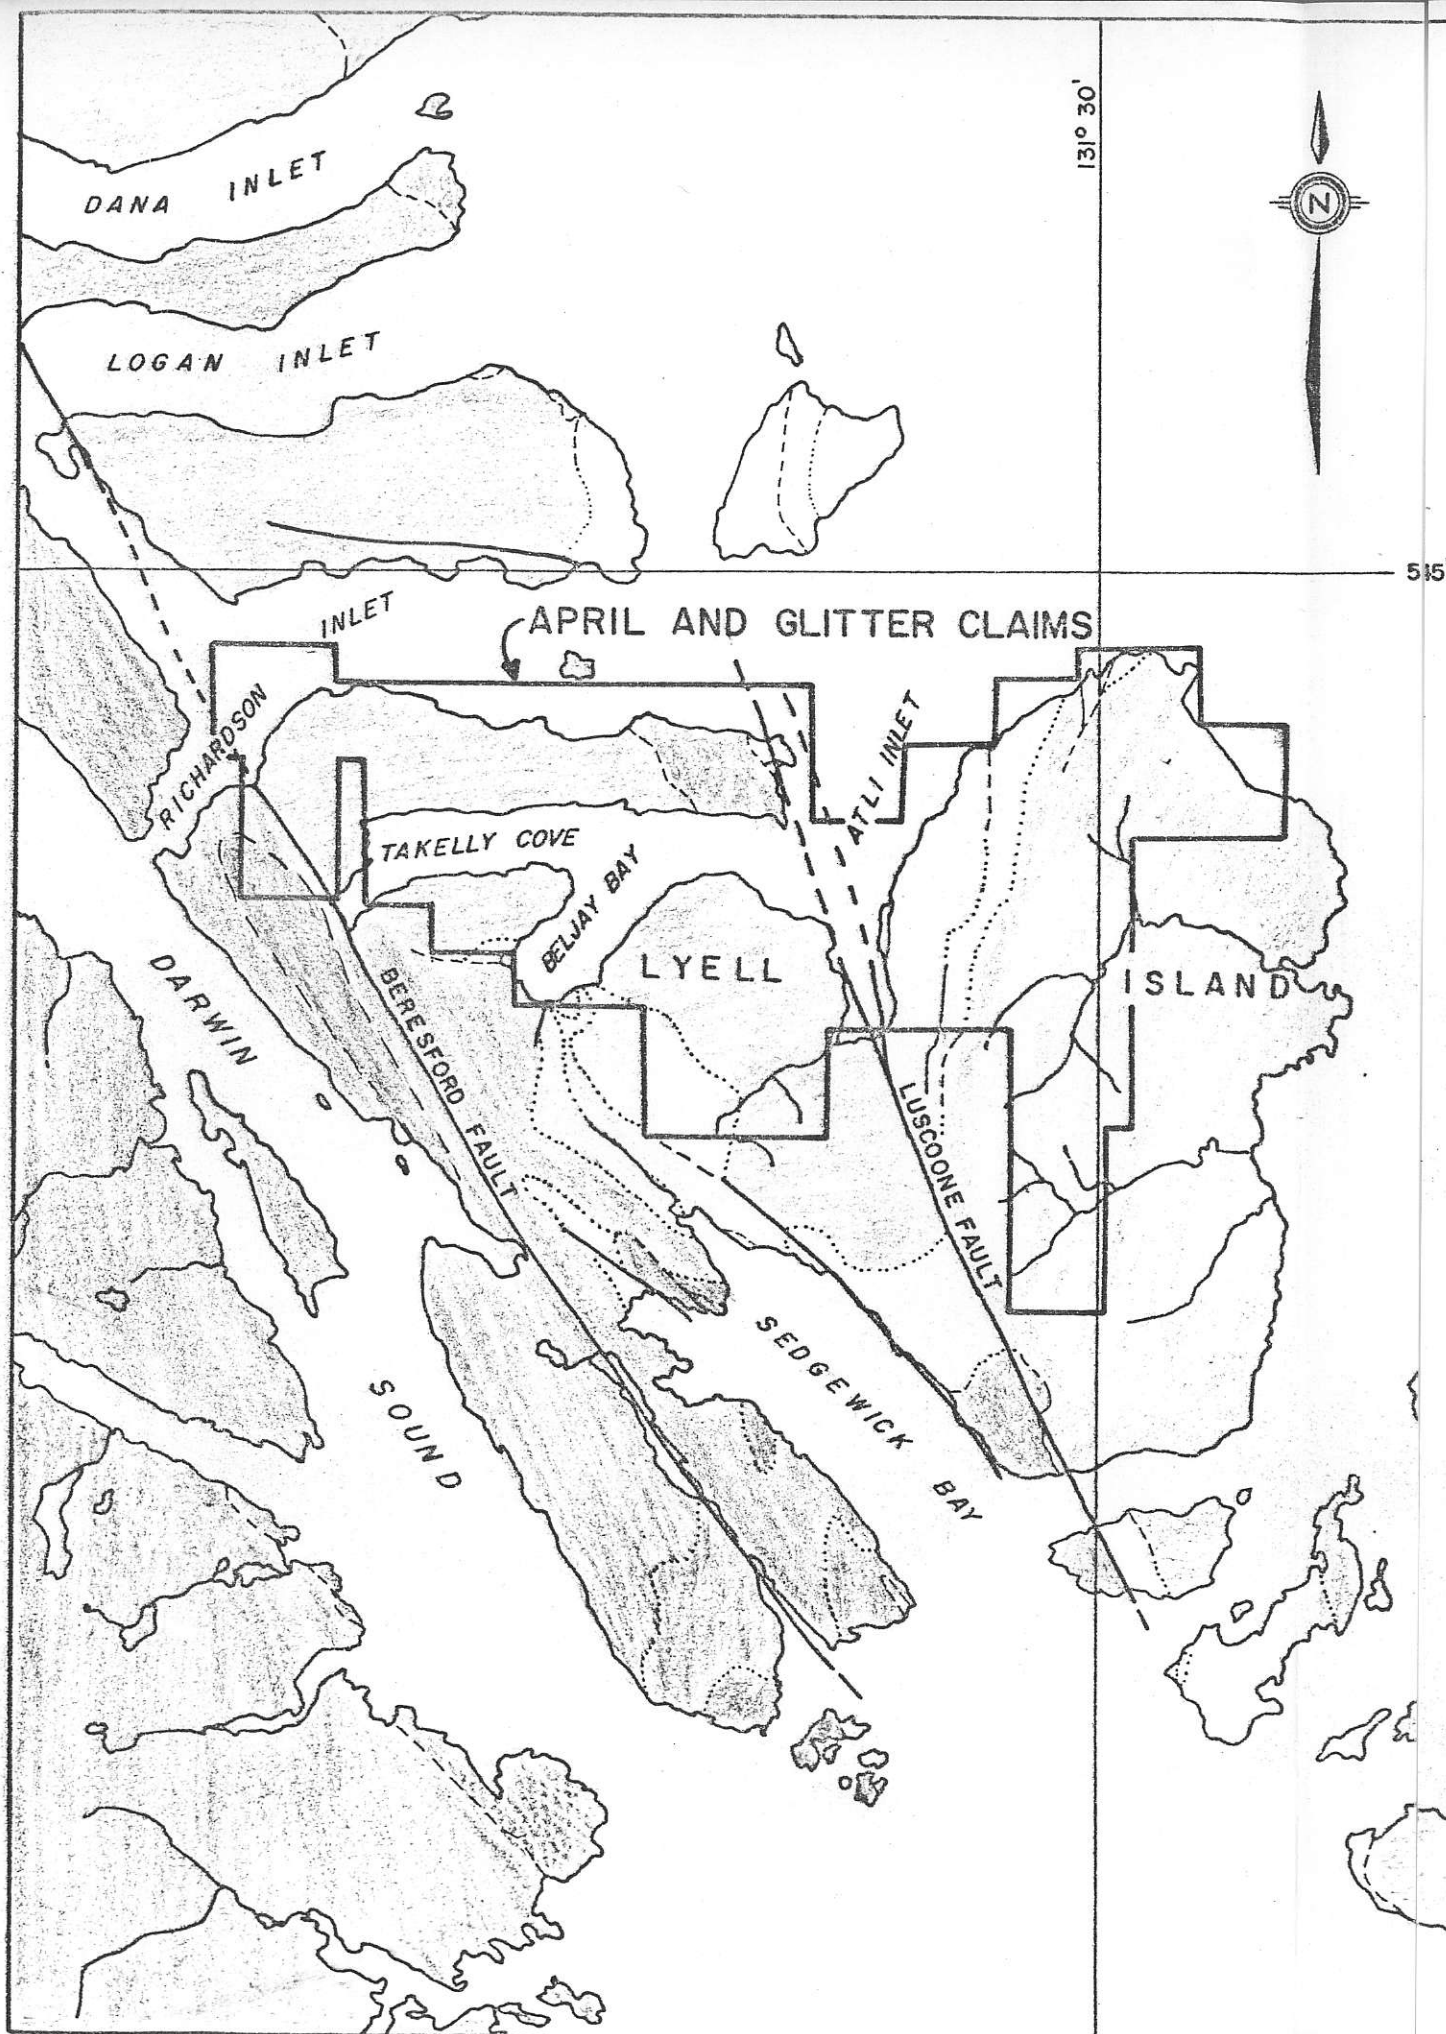 131° 30'
N
DANA INLET
LOGAN INLET
545
RICHARDSON INLET
APRIL AND GLITTER CLAIMS
ATLI INLET
TAKELLY COVE
BELJAY BAY
LYELL ISLAND
DARWIN SOUND
BERESFORD FAULT
LUSCOONE FAULT
SEDGEWICK BAY